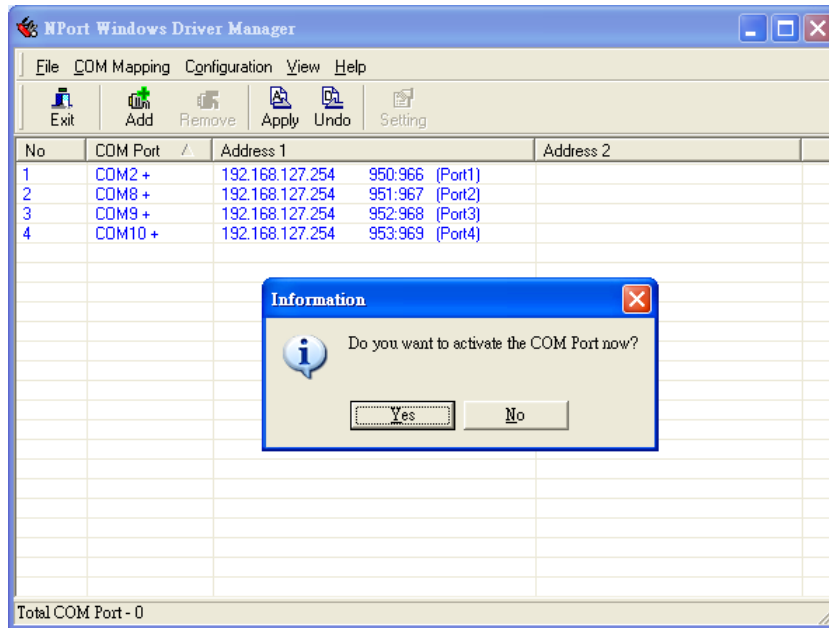 NPort Windows Driver Manager
File COM Mapping Configuration View Help
Exit Add Remove Apply Undo Setting
No COM Port Address 1 Address 2
1 COM2 + 192.168.127.254 950:966 (Port1)
2 COM8 + 192.168.127.254 951:967 (Port2)
3 COM9 + 192.168.127.254 952:968 (Port3)
4 COM10 + 192.168.127.254 953:969 (Port4)
Information
Do you want to activate the COM Port now?
Yes No
Total COM Port - 0